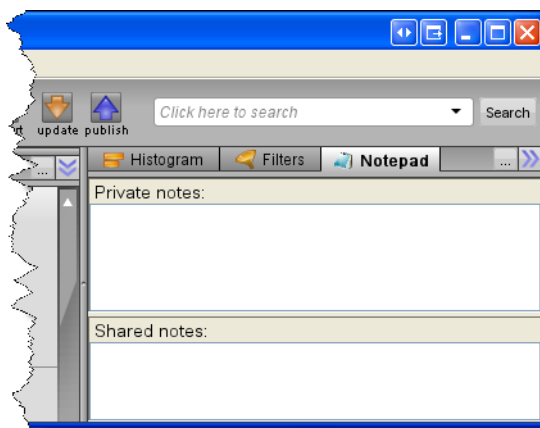 Click here to search
Search
update publish
...
Histogram
Filters
Notepad
...
Private notes:
Shared notes: